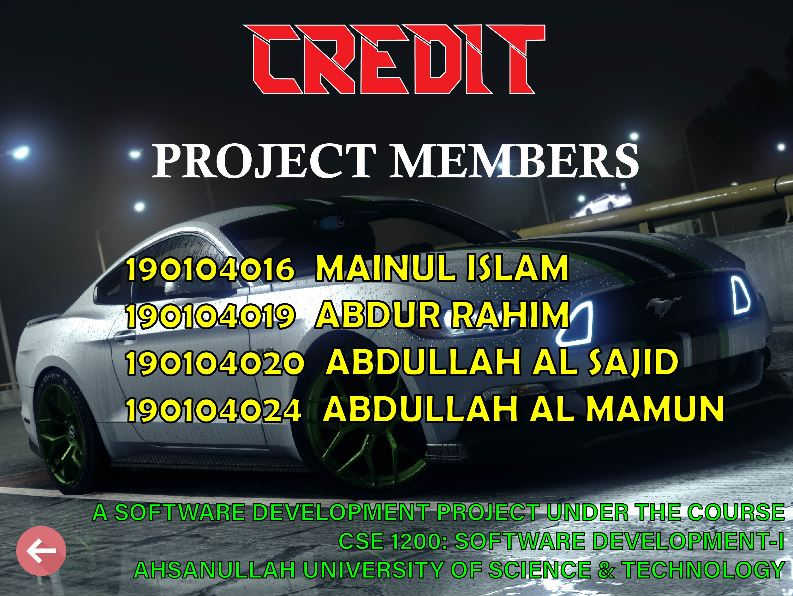 CREDIT
PROJECT MEMBERS
190104016 MAINUL ISLAM
190104019 ABDUR RAHIM
190104020 ABDULLAH AL SAJID
190104024 ABDULLAH AL MAMUN
A SOFTWARE DEVELOPMENT PROJECT UNDER THE COURSE
CSE 1200: SOFTWARE DEVELOPMENT-I
AHSANULLAH UNIVERSITY OF SCIENCE & TECHNOLOGY